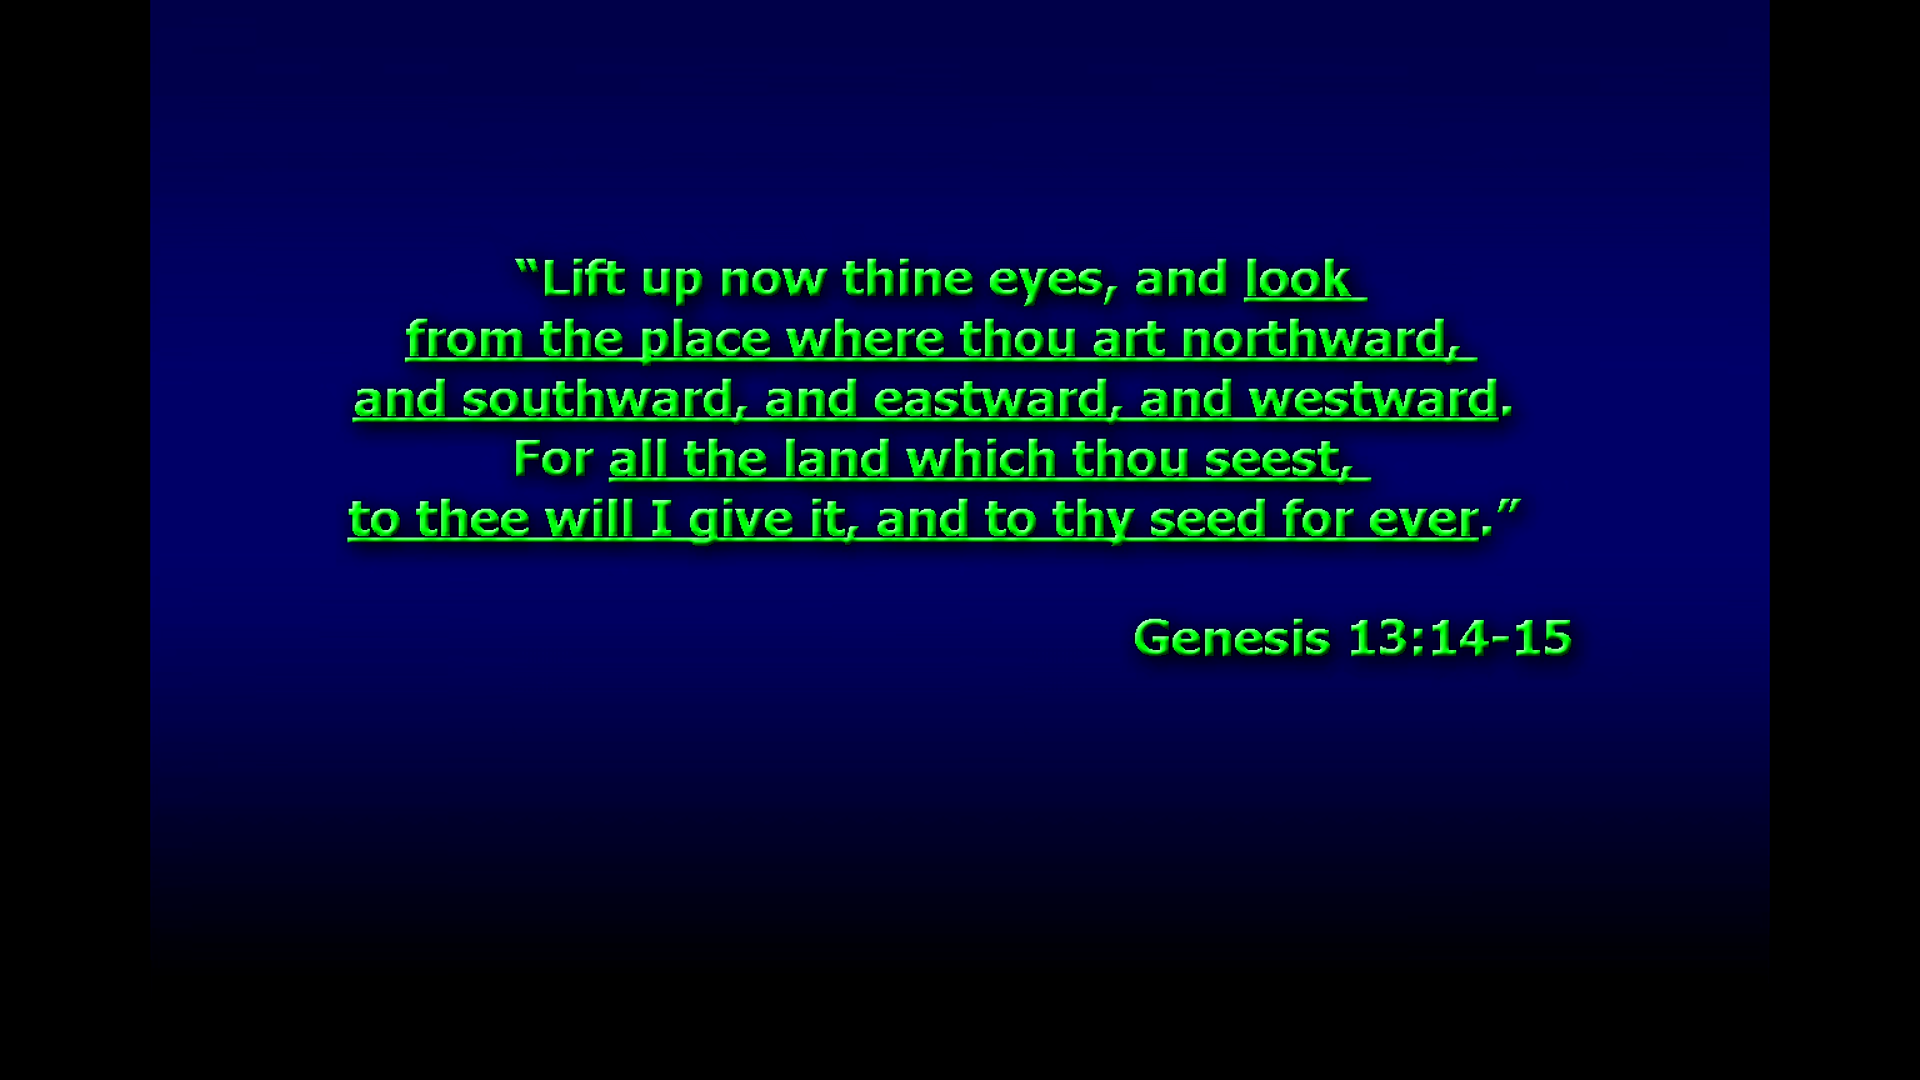 “Lift up now thine eyes, and look
from the place where thou art northward,
and southward, and eastward, and westward.
For all the land which thou seest,
to thee will I give it, and to thy seed for ever.”
Genesis 13:14-15